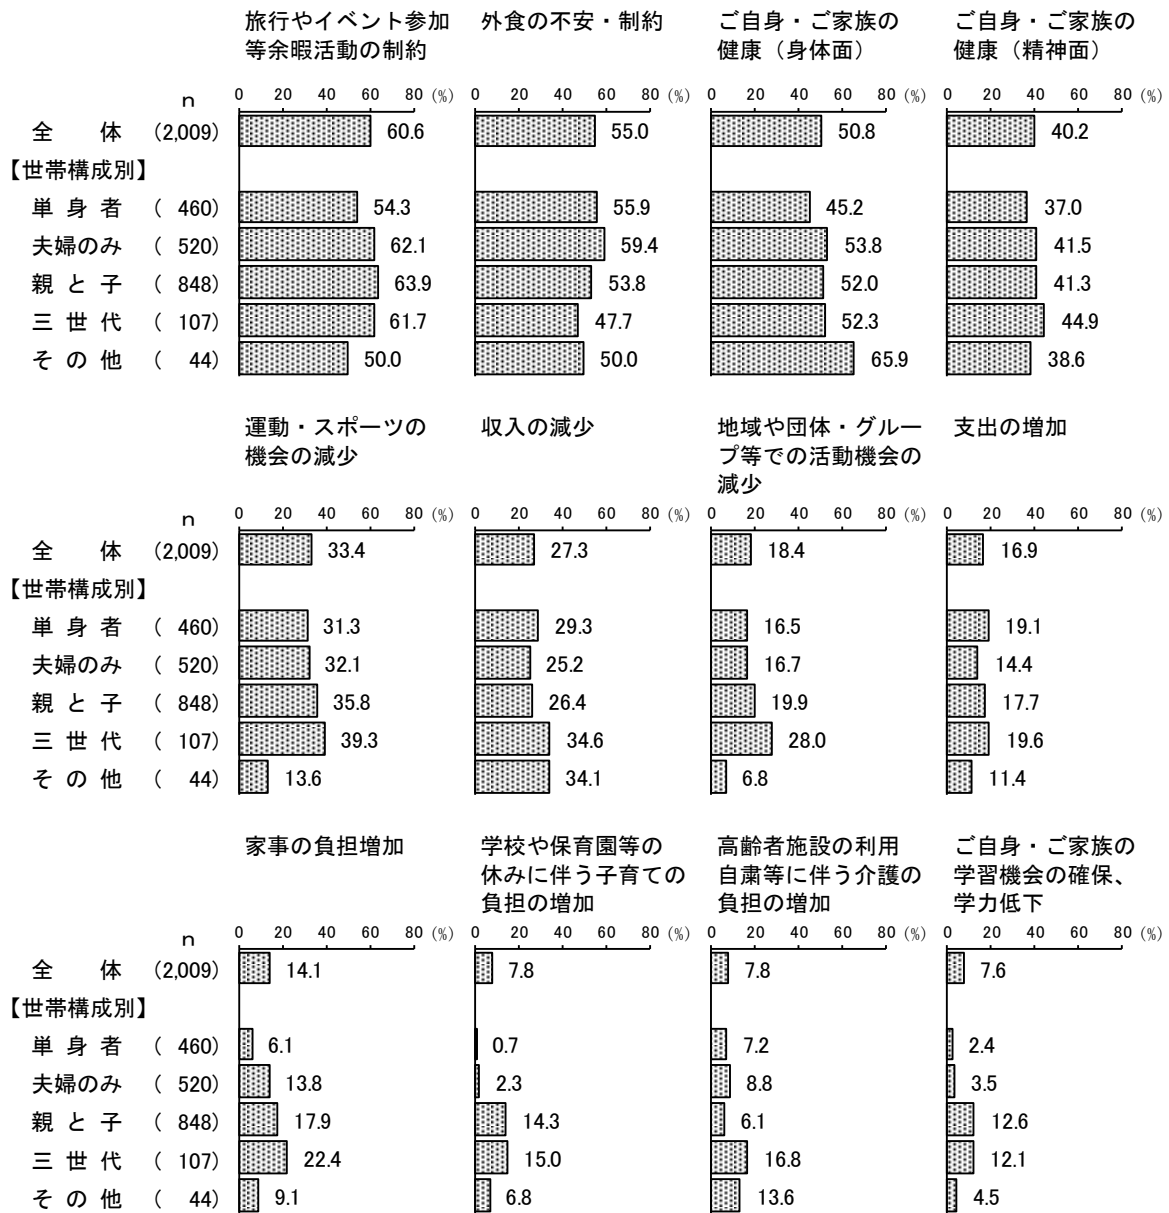 旅行やイベント参加 外食の不安・制約 ご自身・ご家族の ご自身・ご家族の
等余暇活動の制約 健康（身体面） 健康（精神面）
n 0 20 40 60 80 (%) 0 20 40 60 80 (%) 0 20 40 60 80 (%) 0 20 40 60 80 (%)
全 体 (2,009) 60.6 55.0 50.8 40.2
【世帯構成別】
単 身 者 ( 460) 54.3 55.9 45.2 37.0
夫婦のみ ( 520) 62.1 59.4 53.8 41.5
親 と 子 ( 848) 63.9 53.8 52.0 41.3
三 世 代 ( 107) 61.7 47.7 52.3 44.9
そ の 他 ( 44) 50.0 50.0 65.9 38.6
運動・スポーツの 収入の減少 地域や団体・グルー 支出の増加
機会の減少 プ等での活動機会の
減少
n 0 20 40 60 80 (%) 0 20 40 60 80 (%) 0 20 40 60 80 (%) 0 20 40 60 80 (%)
全 体 (2,009) 33.4 27.3 18.4 16.9
【世帯構成別】
単 身 者 ( 460) 31.3 29.3 16.5 19.1
夫婦のみ ( 520) 32.1 25.2 16.7 14.4
親 と 子 ( 848) 35.8 26.4 19.9 17.7
三 世 代 ( 107) 39.3 34.6 28.0 19.6
そ の 他 ( 44) 13.6 34.1 6.8 11.4
家事の負担増加 学校や保育園等の 高齢者施設の利用 ご自身・ご家族の
休みに伴う子育ての 自粛等に伴う介護の 学習機会の確保、
負担の増加 負担の増加 学力低下
n 0 20 40 60 80 (%) 0 20 40 60 80 (%) 0 20 40 60 80 (%) 0 20 40 60 80 (%)
全 体 (2,009) 14.1 7.8 7.8 7.6
【世帯構成別】
単 身 者 ( 460) 6.1 0.7 7.2 2.4
夫婦のみ ( 520) 13.8 2.3 8.8 3.5
親 と 子 ( 848) 17.9 14.3 6.1 12.6
三 世 代 ( 107) 22.4 15.0 16.8 12.1
そ の 他 ( 44) 9.1 6.8 13.6 4.5